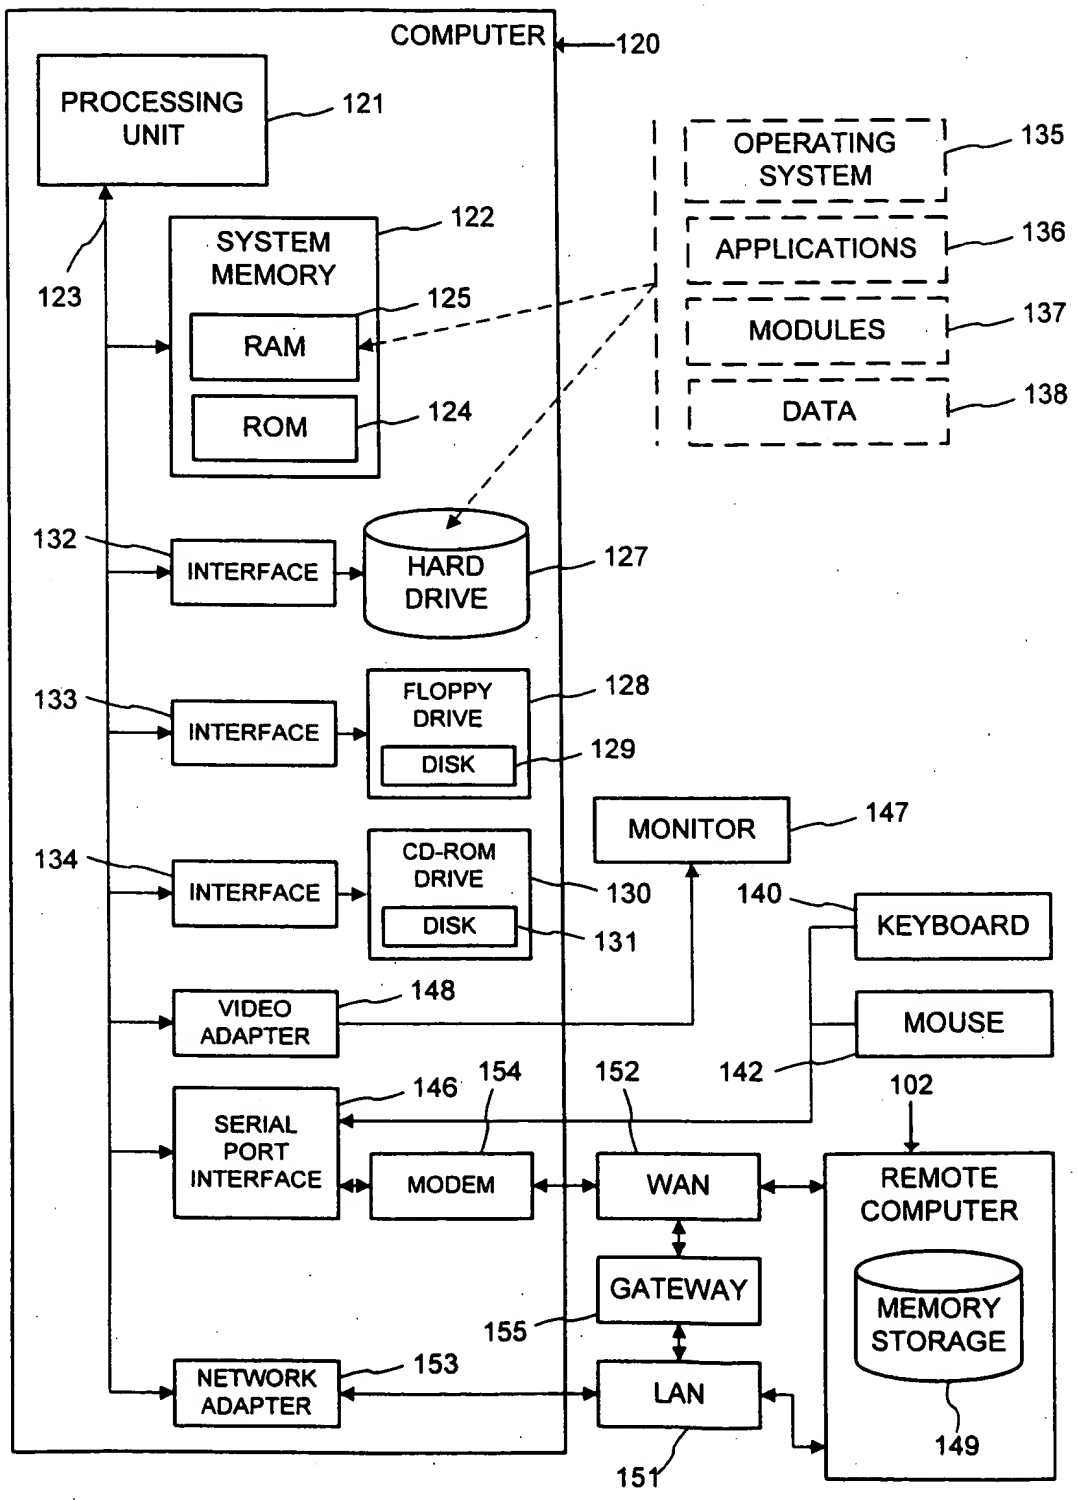 COMPUTER
120
PROCESSING
UNIT
121
123
SYSTEM
MEMORY
122
RAM
125
ROM
124
OPERATING
SYSTEM
135
APPLICATIONS
136
MODULES
137
DATA
138
132
INTERFACE
HARD
DRIVE
127
133
INTERFACE
FLOPPY
DRIVE
128
DISK
129
134
INTERFACE
CD-ROM
DRIVE
130
DISK
131
MONITOR
147
140
KEYBOARD
MOUSE
142
VIDEO
ADAPTER
148
SERIAL
PORT
INTERFACE
146
MODEM
154
WAN
152
102
REMOTE
COMPUTER
MEMORY
STORAGE
149
GATEWAY
155
NETWORK
ADAPTER
153
LAN
151